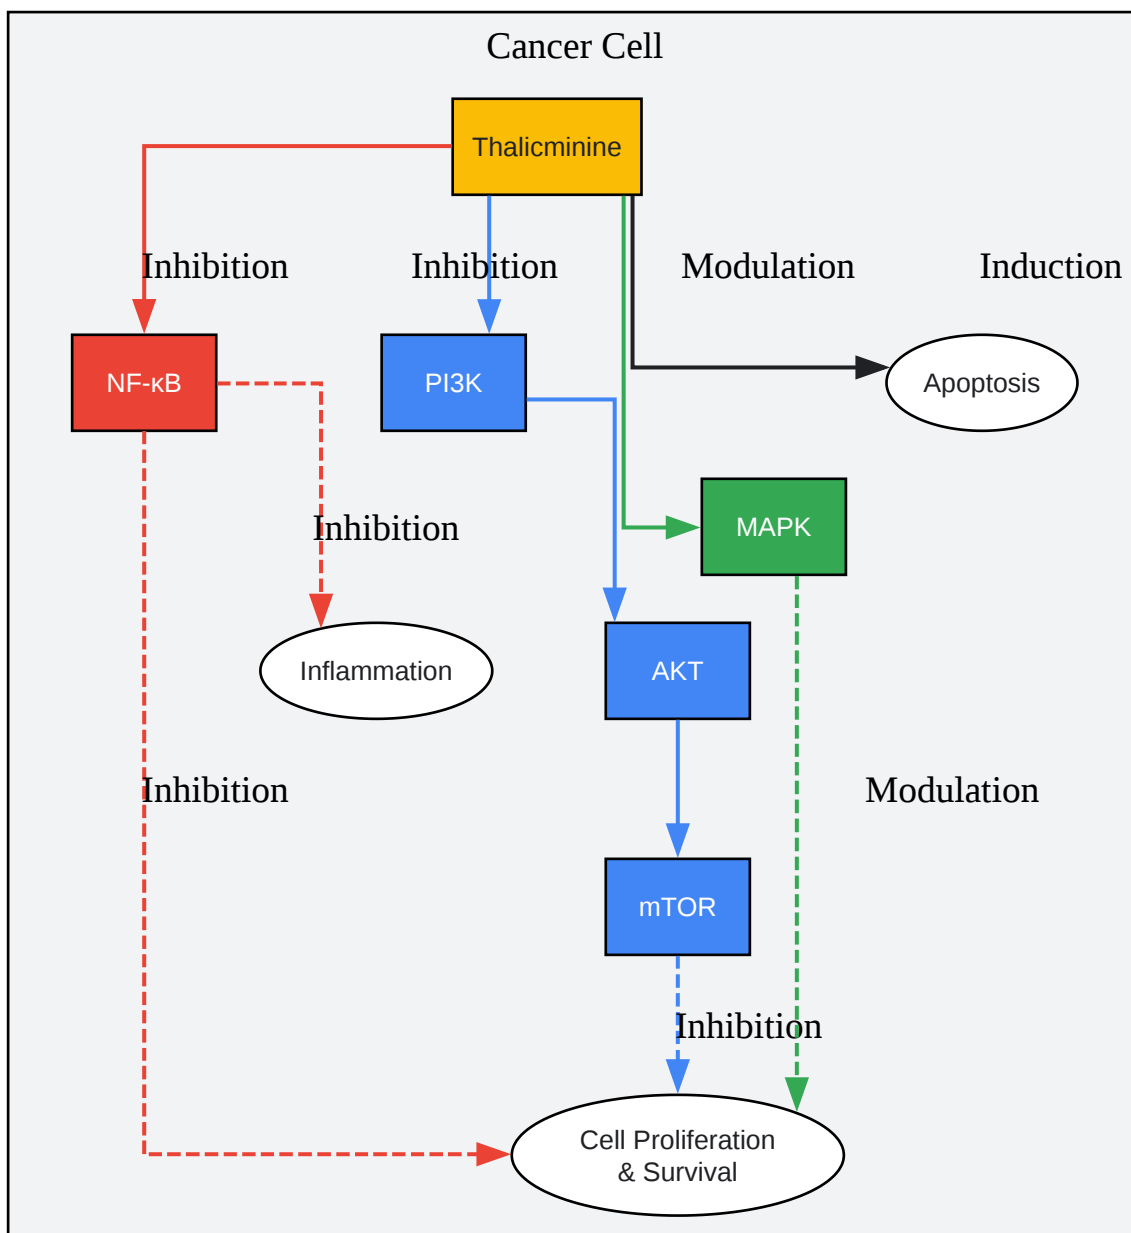 Cancer Cell
Thalicminine
Inhibition
Inhibition
Modulation
Induction
NF-κB
PI3K
Apoptosis
Inhibition
MAPK
Inflammation
AKT
Inhibition
Modulation
mTOR
Inhibition
Cell Proliferation
& Survival